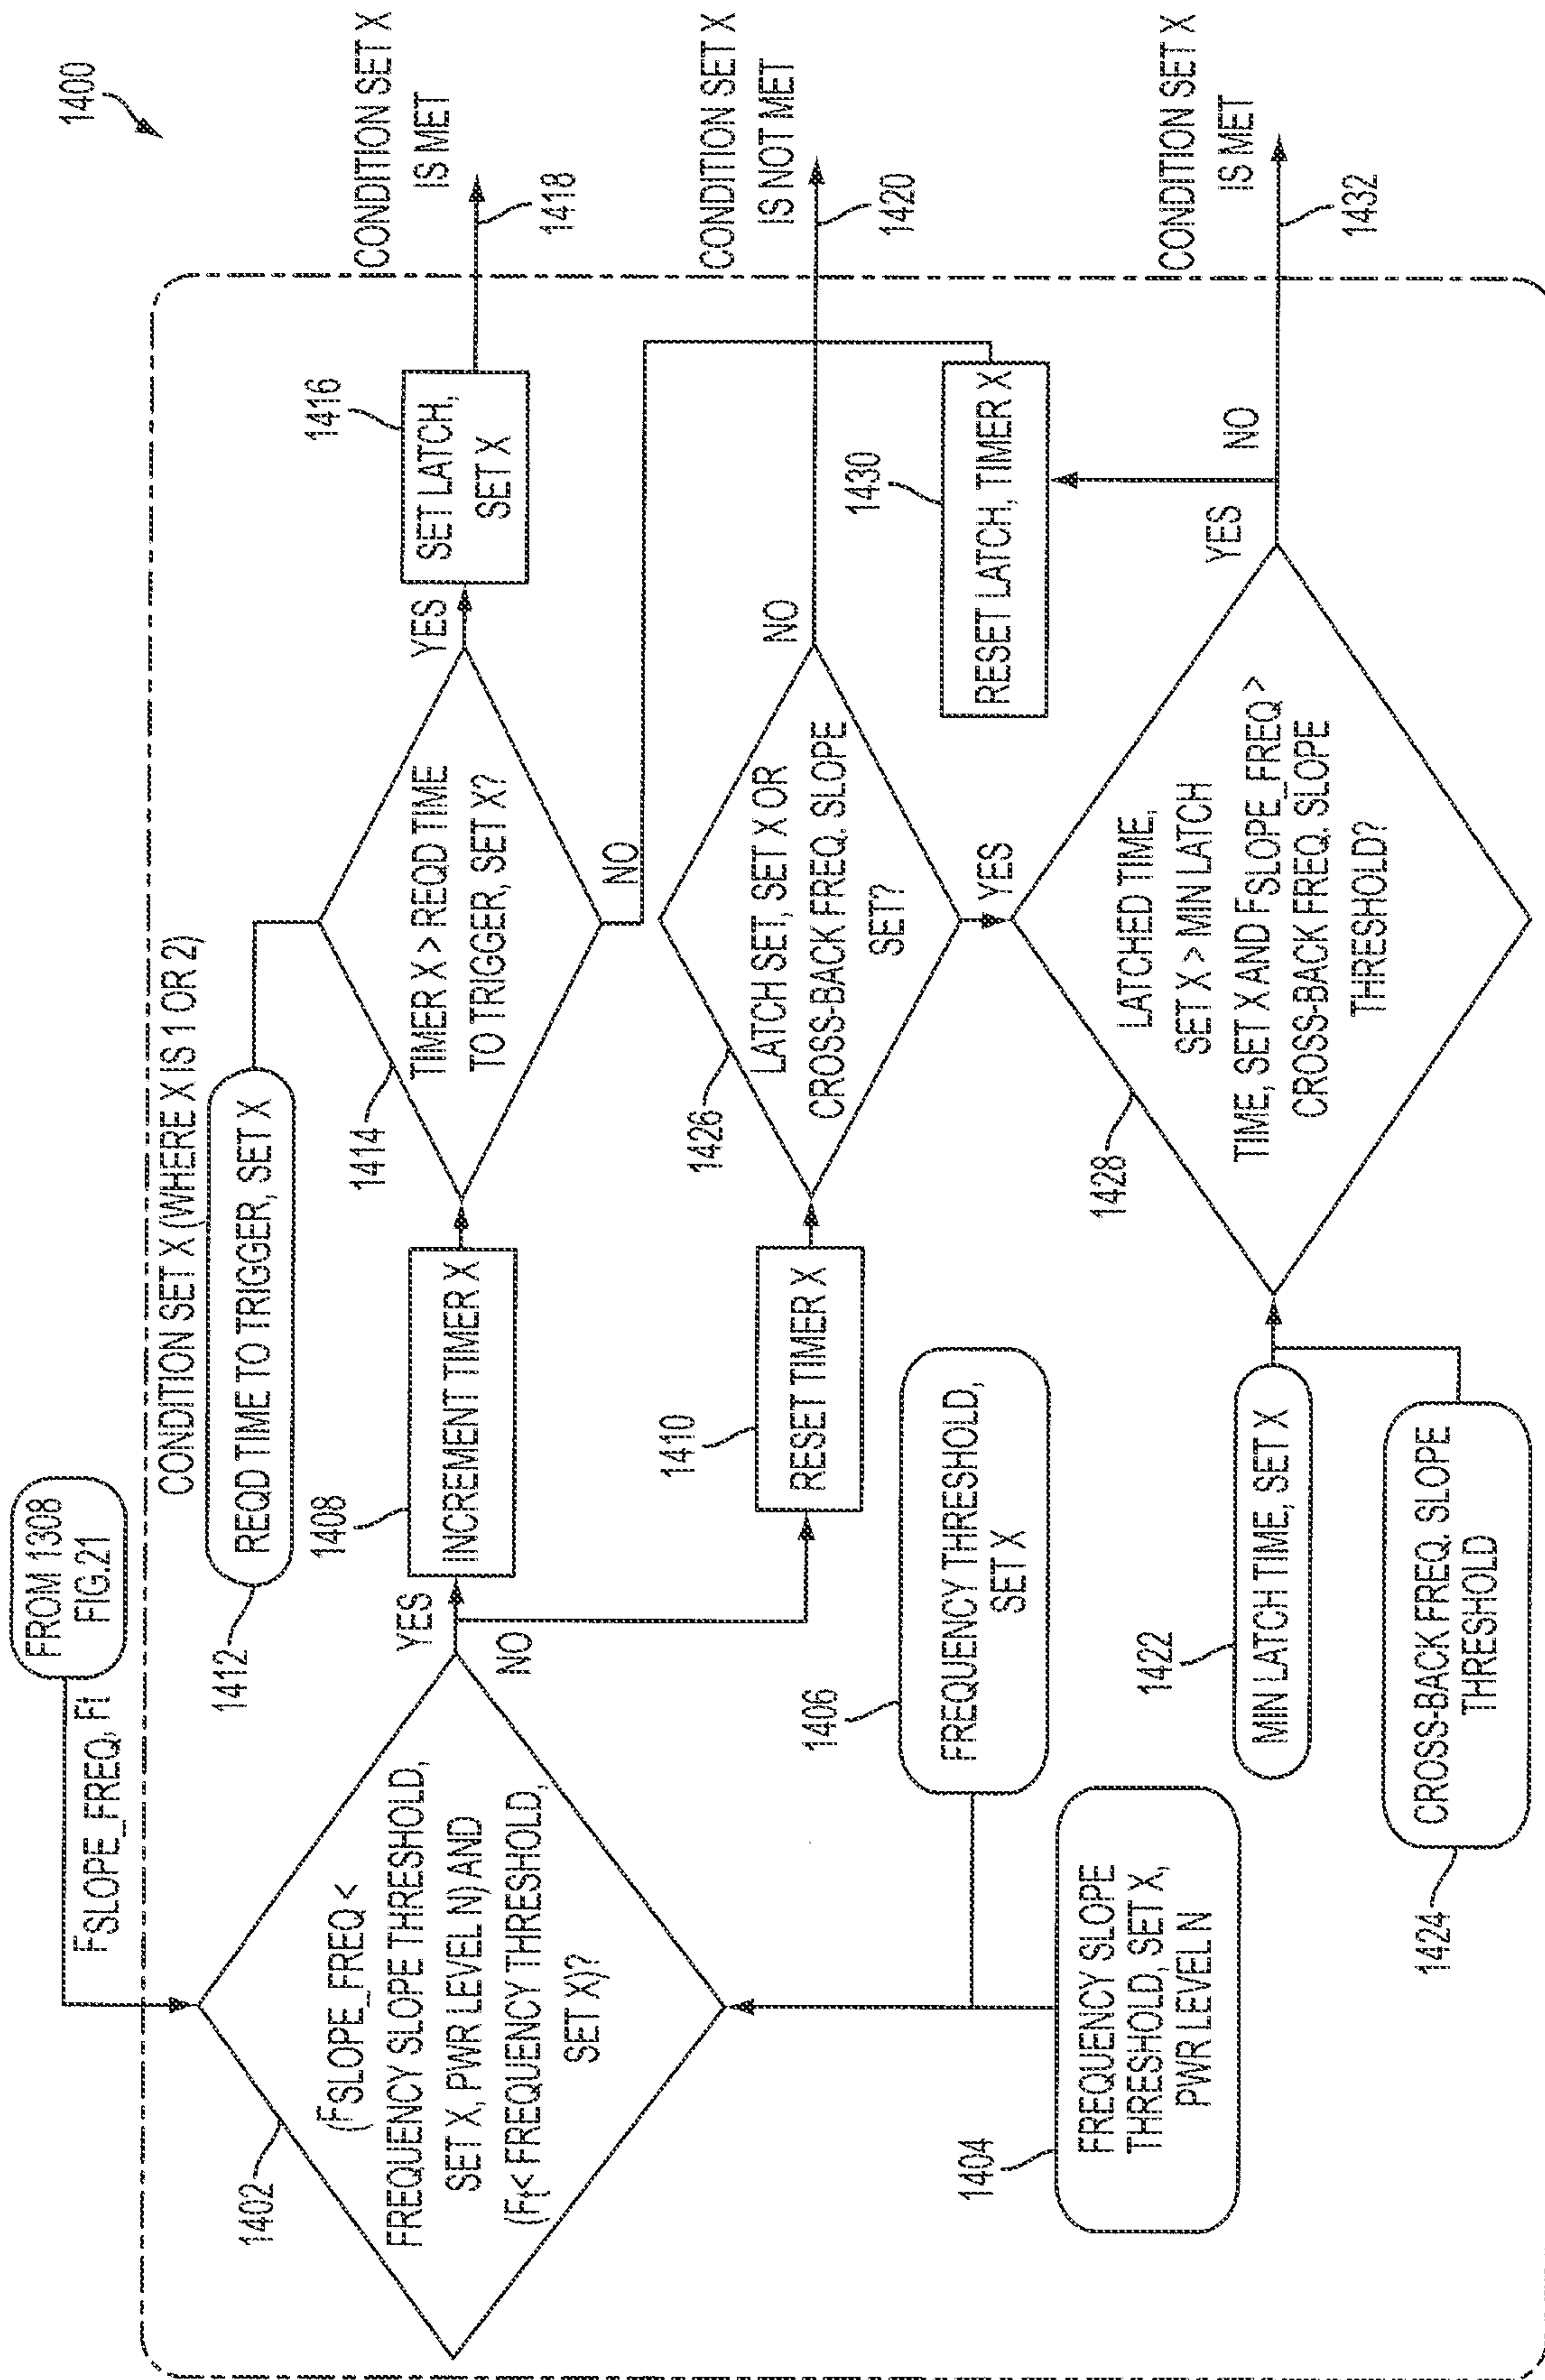 1400
FROM 1308
FIG.21
FSLOPE_FREQ, Ft
CONDITION SET X (WHERE X IS 1 OR 2)
1412
REQD TIME TO TRIGGER, SET X
1402
(FSLOPE_FREQ <
FREQUENCY SLOPE THRESHOLD,
SET X, PWR LEVEL N) AND
(Ft< FREQUENCY THRESHOLD,
SET X)?
YES
NO
1408
INCREMENT TIMER X
1414
TIMER X > REQD TIME
TO TRIGGER, SET X?
YES
NO
1416
SET LATCH,
SET X
CONDITION SET X
IS MET
1418
1410
RESET TIMER X
1426
LATCH SET, SET X OR
CROSS-BACK FREQ. SLOPE
SET?
NO
YES
CONDITION SET X
IS NOT MET
1420
1406
FREQUENCY THRESHOLD,
SET X
1430
RESET LATCH, TIMER X
1404
FREQUENCY SLOPE
THRESHOLD, SET X,
PWR LEVEL N
1422
MIN LATCH TIME, SET X
1424
CROSS-BACK FREQ. SLOPE
THRESHOLD
1428
LATCHED TIME,
SET X > MIN LATCH
TIME, SET X AND FSLOPE_FREQ >
CROSS-BACK FREQ. SLOPE
THRESHOLD?
YES
NO
CONDITION SET X
IS MET
1432